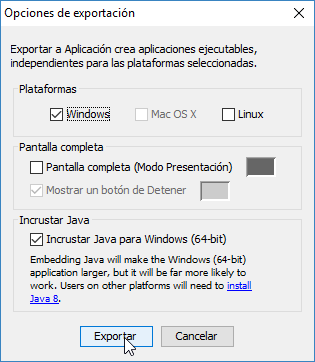 Opciones de exportación
Exportar a Aplicación crea aplicaciones ejecutables,
independientes para las plataformas seleccionadas.
Plataformas
Windows
Mac OS X
Linux
Pantalla completa
Pantalla completa (Modo Presentación)
Mostrar un botón de Detener
Incrustar Java
Incrustar Java para Windows (64-bit)
Embedding Java will make the Windows (64-bit)
application larger, but it will be far more likely to
work. Users on other platforms will need to install
Java 8.
Exportar
Cancelar